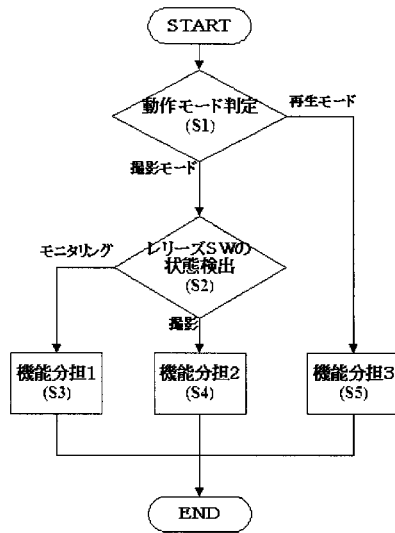 START
動作モード判定
(S1)
再生モード
撮影モード
レリーズSWの
状態検出
(S2)
モニタリング
撮影
機能分担1
(S3)
機能分担2
(S4)
機能分担3
(S5)
END